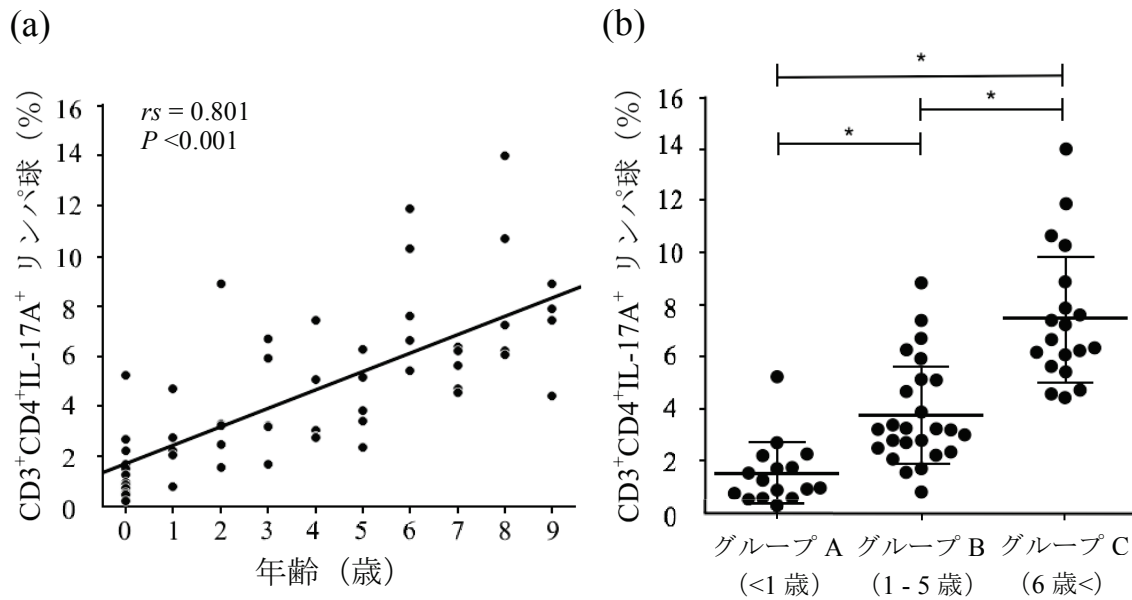 (a)
rs = 0.801
P <0.001
CD3⁺CD4⁺IL-17A⁺ リンパ球 (%)
16
14
12
10
8
6
4
2
0
0 1 2 3 4 5 6 7 8 9
年齢（歳）
(b)
*
*
*
CD3⁺CD4⁺IL-17A⁺ リンパ球 (%)
16
14
12
10
8
6
4
2
0
グループ A グループ B グループ C
(<1 歳) (1 - 5 歳) (6 歳<)